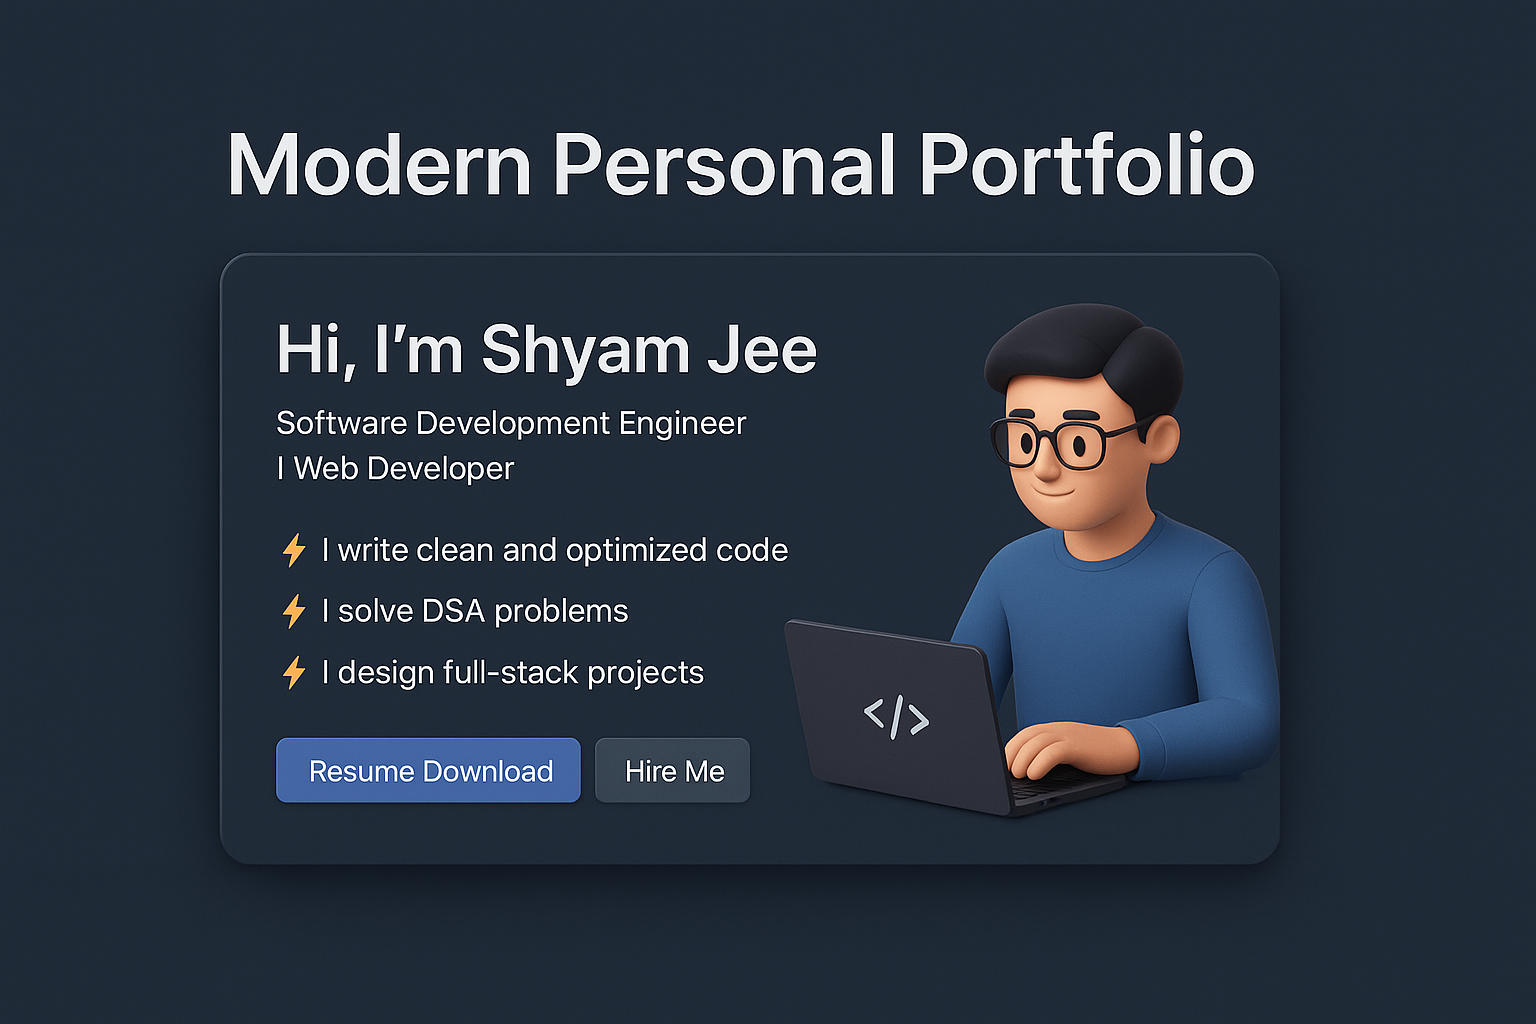 Modern Personal Portfolio
Hi, I’m Shyam Jee
Software Development Engineer
I Web Developer
⚡ I write clean and optimized code
⚡ I solve DSA problems
⚡ I design full-stack projects
Resume Download
Hire Me
</>